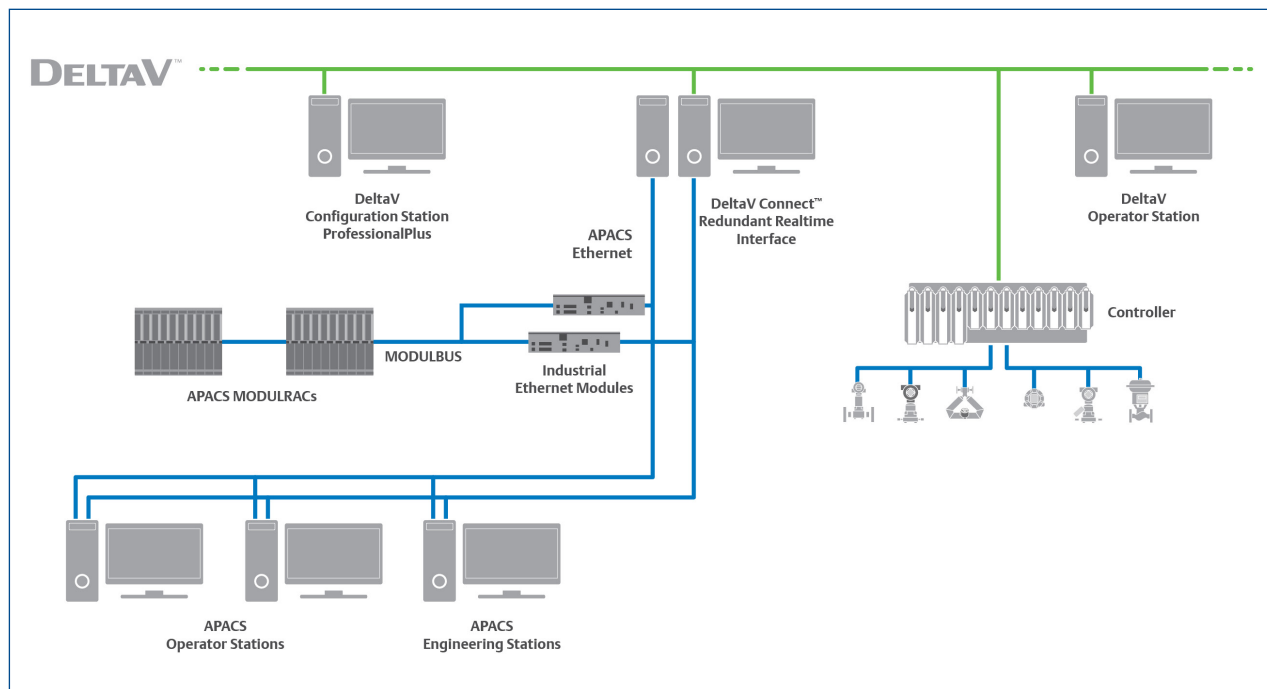 DELTAV™
DeltaV
Configuration Station
ProfessionalPlus
DeltaV Connect™
Redundant Realtime
Interface
DeltaV
Operator Station
APACS
Ethernet
Controller
MODULBUS
Industrial
Ethernet Modules
APACS MODULRACs
APACS
Operator Stations
APACS
Engineering Stations